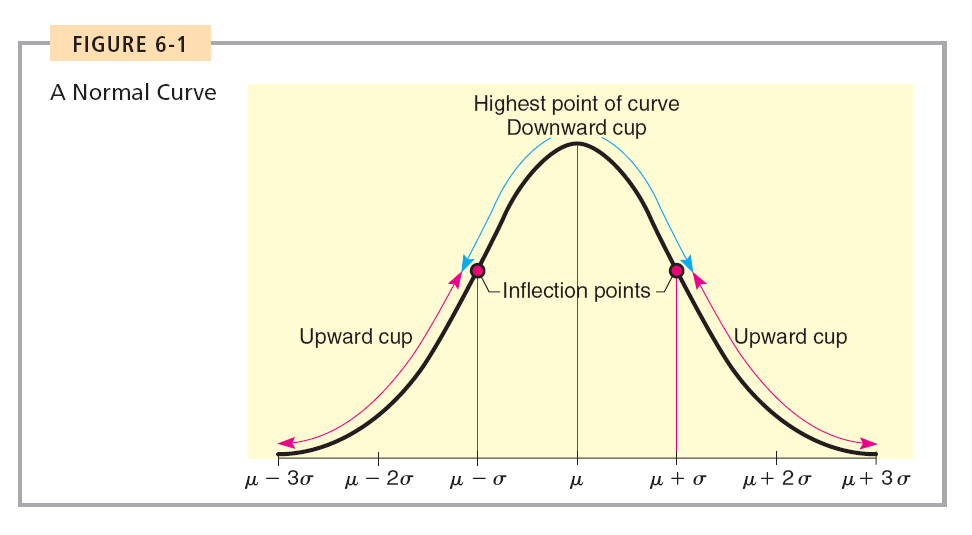 FIGURE 6-1
A Normal Curve
Highest point of curve
Downward cup
Inflection points
Upward cup
Upward cup
μ − 3σ
μ − 2σ
μ − σ
μ
μ + σ
μ + 2σ
μ + 3σ